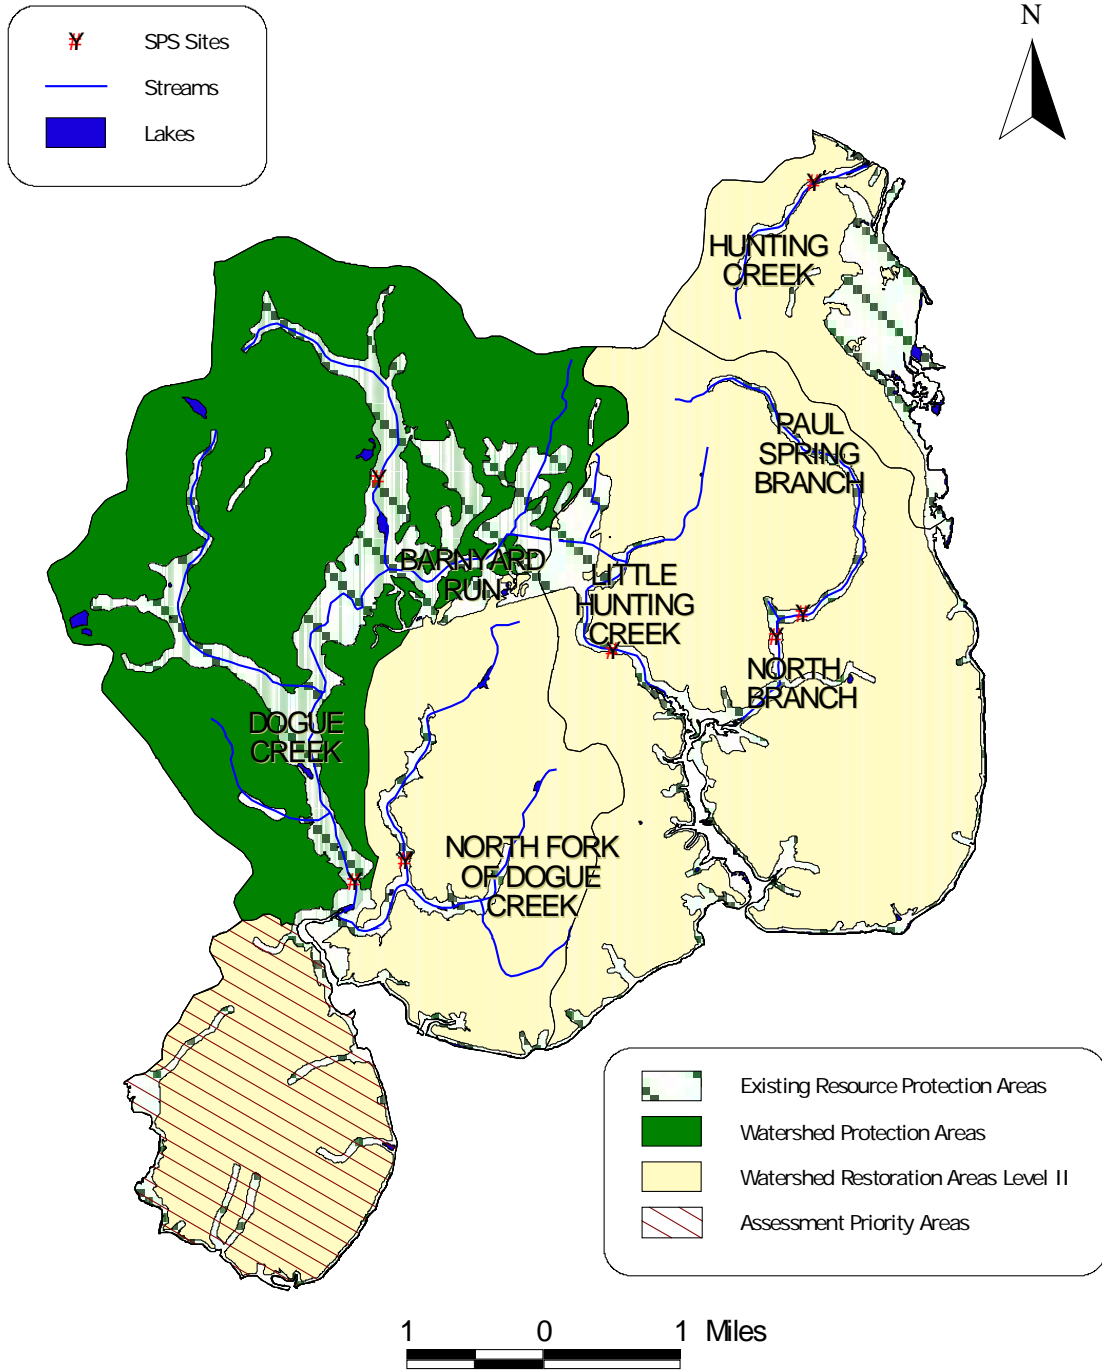 N
SPS Sites
Streams
Lakes
HUNTING
CREEK
PAUL
SPRING
BRANCH
BARNYARD
RUN
LITTLE
HUNTING
CREEK
NORTH
BRANCH
DOGUE
CREEK
NORTH FORK
OF DOGUE
CREEK
Existing Resource Protection Areas
Watershed Protection Areas
Watershed Restoration Areas Level II
Assessment Priority Areas
1 0 1 Miles